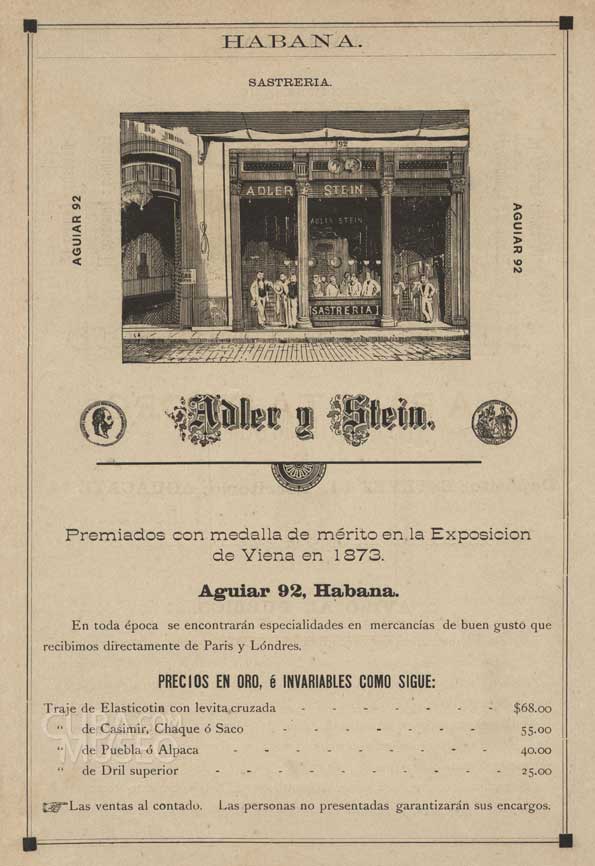 HABANA.
SASTRERIA.
AGUIAR 92
AGUIAR 92
92
ADLER & STEIN
ADLER STEIN
SASTRERIA
Adler y Stein.
Premiados con medalla de mérito en la Exposicion
de Viena en 1873.
Aguiar 92, Habana.
En toda época se encontrarán especialidades en mercancías de buen gusto que
recibimos directamente de Paris y Lóndres.
PRECIOS EN ORO, é INVARIABLES COMO SIGUE:
Traje de Elasticotin con levita cruzada - - - - - - - $68.00
“ de Casimir, Chaque ó Saco - - - - - - 55.00
“ de Puebla ó Alpaca - - - - - - - - 40.00
“ de Dril superior - - - - - - - - - 25.00
☞Las ventas al contado. Las personas no presentadas garantizarán sus encargos.
CUBA.COM
MUSEO